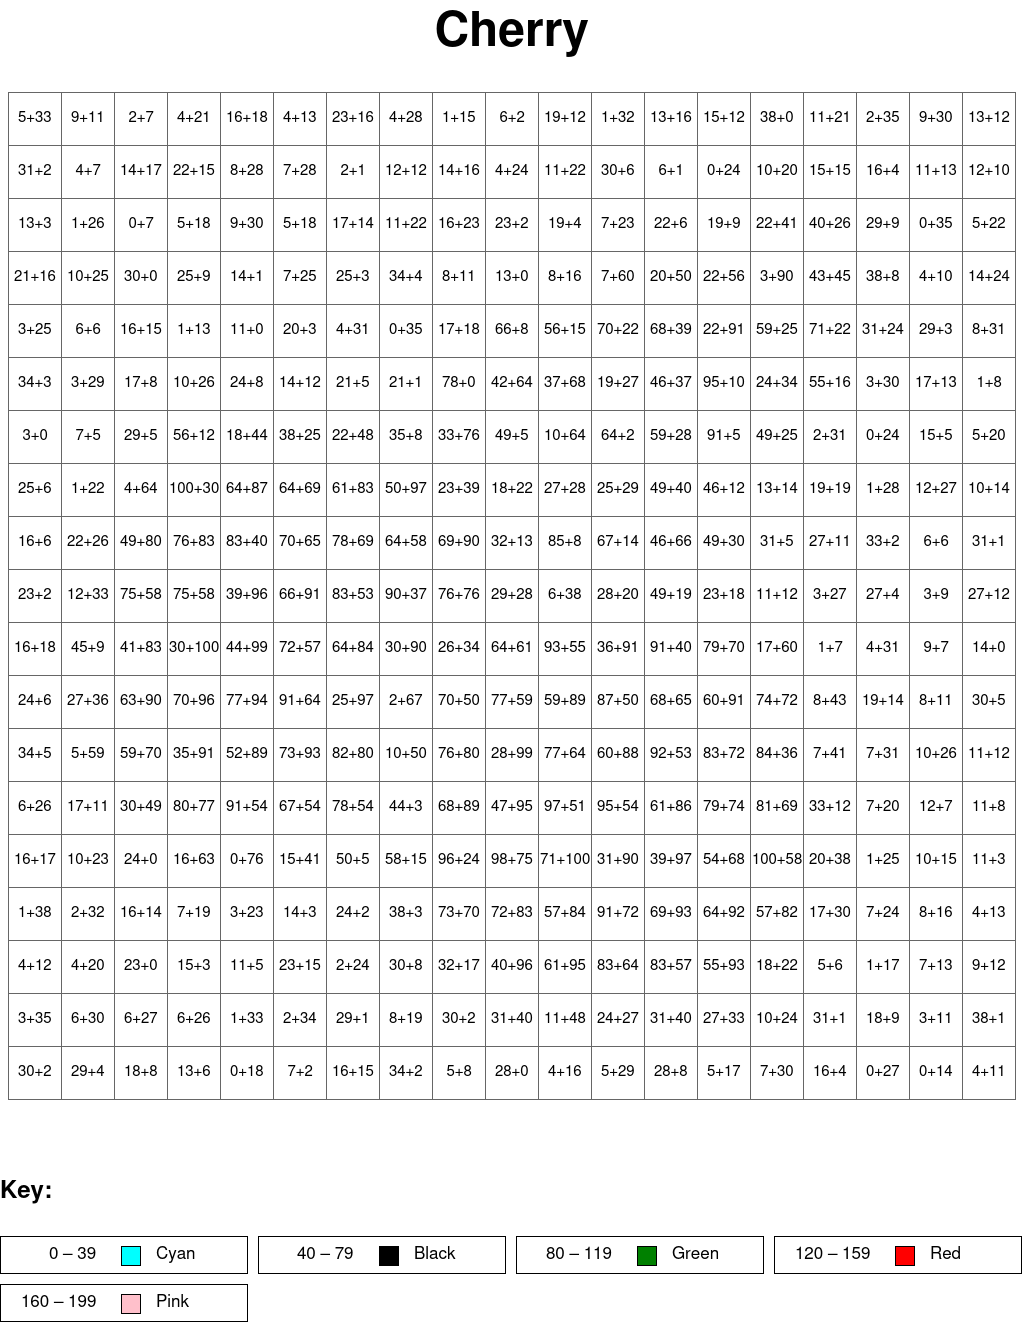 Cherry
5+33 9+11 2+7 4+21 16+18 4+13 23+16 4+28 1+15 6+2 19+12 1+32 13+16 15+12 38+0 11+21 2+35 9+30 13+12
31+2 4+7 14+17 22+15 8+28 7+28 2+1 12+12 14+16 4+24 11+22 30+6 6+1 0+24 10+20 15+15 16+4 11+13 12+10
13+3 1+26 0+7 5+18 9+30 5+18 17+14 11+22 16+23 23+2 19+4 7+23 22+6 19+9 22+41 40+26 29+9 0+35 5+22
21+16 10+25 30+0 25+9 14+1 7+25 25+3 34+4 8+11 13+0 8+16 7+60 20+50 22+56 3+90 43+45 38+8 4+10 14+24
3+25 6+6 16+15 1+13 11+0 20+3 4+31 0+35 17+18 66+8 56+15 70+22 68+39 22+91 59+25 71+22 31+24 29+3 8+31
34+3 3+29 17+8 10+26 24+8 14+12 21+5 21+1 78+0 42+64 37+68 19+27 46+37 95+10 24+34 55+16 3+30 17+13 1+8
3+0 7+5 29+5 56+12 18+44 38+25 22+48 35+8 33+76 49+5 10+64 64+2 59+28 91+5 49+25 2+31 0+24 15+5 5+20
25+6 1+22 4+64 100+30 64+87 64+69 61+83 50+97 23+39 18+22 27+28 25+29 49+40 46+12 13+14 19+19 1+28 12+27 10+14
16+6 22+26 49+80 76+83 83+40 70+65 78+69 64+58 69+90 32+13 85+8 67+14 46+66 49+30 31+5 27+11 33+2 6+6 31+1
23+2 12+33 75+58 75+58 39+96 66+91 83+53 90+37 76+76 29+28 6+38 28+20 49+19 23+18 11+12 3+27 27+4 3+9 27+12
16+18 45+9 41+83 30+100 44+99 72+57 64+84 30+90 26+34 64+61 93+55 36+91 91+40 79+70 17+60 1+7 4+31 9+7 14+0
24+6 27+36 63+90 70+96 77+94 91+64 25+97 2+67 70+50 77+59 59+89 87+50 68+65 60+91 74+72 8+43 19+14 8+11 30+5
34+5 5+59 59+70 35+91 52+89 73+93 82+80 10+50 76+80 28+99 77+64 60+88 92+53 83+72 84+36 7+41 7+31 10+26 11+12
6+26 17+11 30+49 80+77 91+54 67+54 78+54 44+3 68+89 47+95 97+51 95+54 61+86 79+74 81+69 33+12 7+20 12+7 11+8
16+17 10+23 24+0 16+63 0+76 15+41 50+5 58+15 96+24 98+75 71+100 31+90 39+97 54+68 100+58 20+38 1+25 10+15 11+3
1+38 2+32 16+14 7+19 3+23 14+3 24+2 38+3 73+70 72+83 57+84 91+72 69+93 64+92 57+82 17+30 7+24 8+16 4+13
4+12 4+20 23+0 15+3 11+5 23+15 2+24 30+8 32+17 40+96 61+95 83+64 83+57 55+93 18+22 5+6 1+17 7+13 9+12
3+35 6+30 6+27 6+26 1+33 2+34 29+1 8+19 30+2 31+40 11+48 24+27 31+40 27+33 10+24 31+1 18+9 3+11 38+1
30+2 29+4 18+8 13+6 0+18 7+2 16+15 34+2 5+8 28+0 4+16 5+29 28+8 5+17 7+30 16+4 0+27 0+14 4+11
Key:
0 – 39 Cyan 40 – 79 Black 80 – 119 Green 120 – 159 Red
160 – 199 Pink